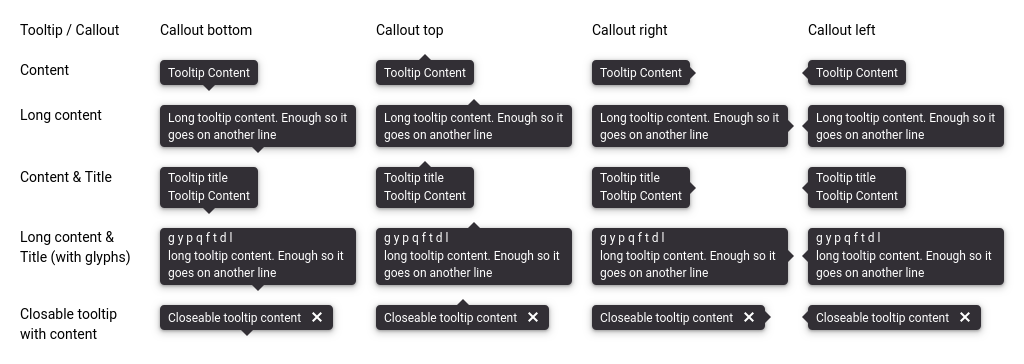 Tooltip / Callout Callout bottom Callout top Callout right Callout left
Content Tooltip Content Tooltip Content Tooltip Content Tooltip Content
Long content Long tooltip content. Enough so it Long tooltip content. Enough so it Long tooltip content. Enough so it Long tooltip content. Enough so it
goes on another line goes on another line goes on another line goes on another line
Content & Title Tooltip title Tooltip title Tooltip title Tooltip title
Tooltip Content Tooltip Content Tooltip Content Tooltip Content
Long content & g y p q f t d l g y p q f t d l g y p q f t d l g y p q f t d l
Title (with glyphs) long tooltip content. Enough so it long tooltip content. Enough so it long tooltip content. Enough so it long tooltip content. Enough so it
goes on another line goes on another line goes on another line goes on another line
Closable tooltip Closeable tooltip content Closeable tooltip content Closeable tooltip content Closeable tooltip content
with content